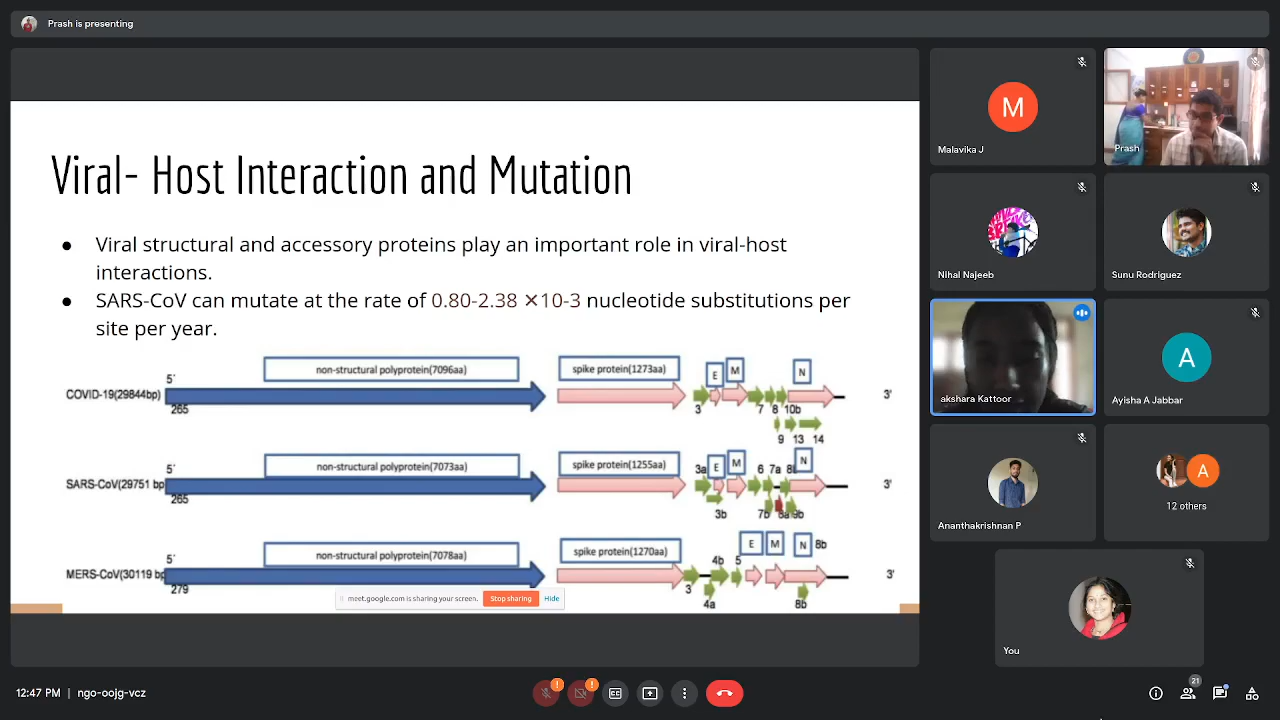 Prash is presenting
Viral- Host Interaction and Mutation
● Viral structural and accessory proteins play an important role in viral-host
interactions.
● SARS-CoV can mutate at the rate of 0.80-2.38 ×10-3 nucleotide substitutions per
site per year.
non-structural polyprotein(7096aa)
spike protein(1273aa)
E
M
N
5´
COVID-19(29844bp)
3'
265
3
7
8
10b
9
13
14
non-structural polyprotein(7073aa)
spike protein(1255aa)
3a
E
M
6
7a
N
5´
SARS-CoV(29751 bp
3'
265
3b
7b
9b
non-structural polyprotein(7078aa)
spike protein(1270aa)
E
M
N
8b
5´
4b
5
MERS-CoV(30119 bp
3'
279
3
4a
8b
meet.google.com is sharing your screen.
Stop sharing
Hide
M
Malavika J
Prash
Nihal Najeeb
Sunu Rodriguez
akshara Kattoor
A
Ayisha A Jabbar
Ananthakrishnan P
A
12 others
You
12:47 PM | ngo-oojg-vcz
21